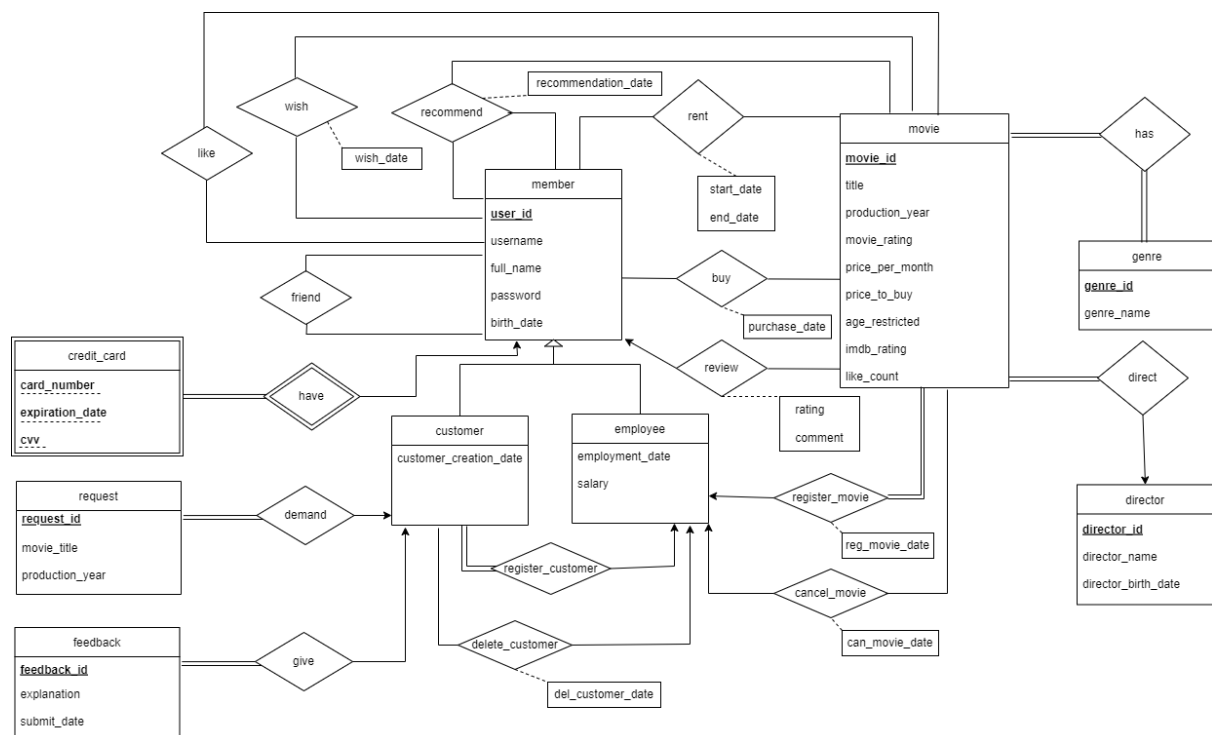 recommendation_date
wish
recommend
rent
like
wish_date
movie
has
member
start_date
end_date
movie_id
title
production_year
movie_rating
price_per_month
price_to_buy
age_restricted
imdb_rating
like_count
user_id
username
full_name
password
birth_date
friend
buy
purchase_date
genre
genre_id
genre_name
credit_card
card_number
expiration_date
cvv
have
review
rating
comment
direct
customer
customer_creation_date
employee
employment_date
salary
request
request_id
movie_title
production_year
demand
register_movie
reg_movie_date
director
director_id
director_name
director_birth_date
register_customer
cancel_movie
can_movie_date
feedback
feedback_id
explanation
submit_date
give
delete_customer
del_customer_date